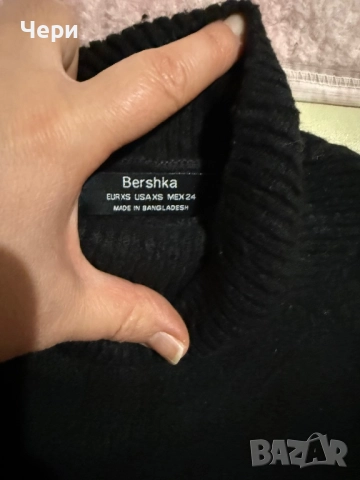 Чери
Bershka
EUR XS USA XS MEX 24
MADE IN BANGLADESH
BAZAR